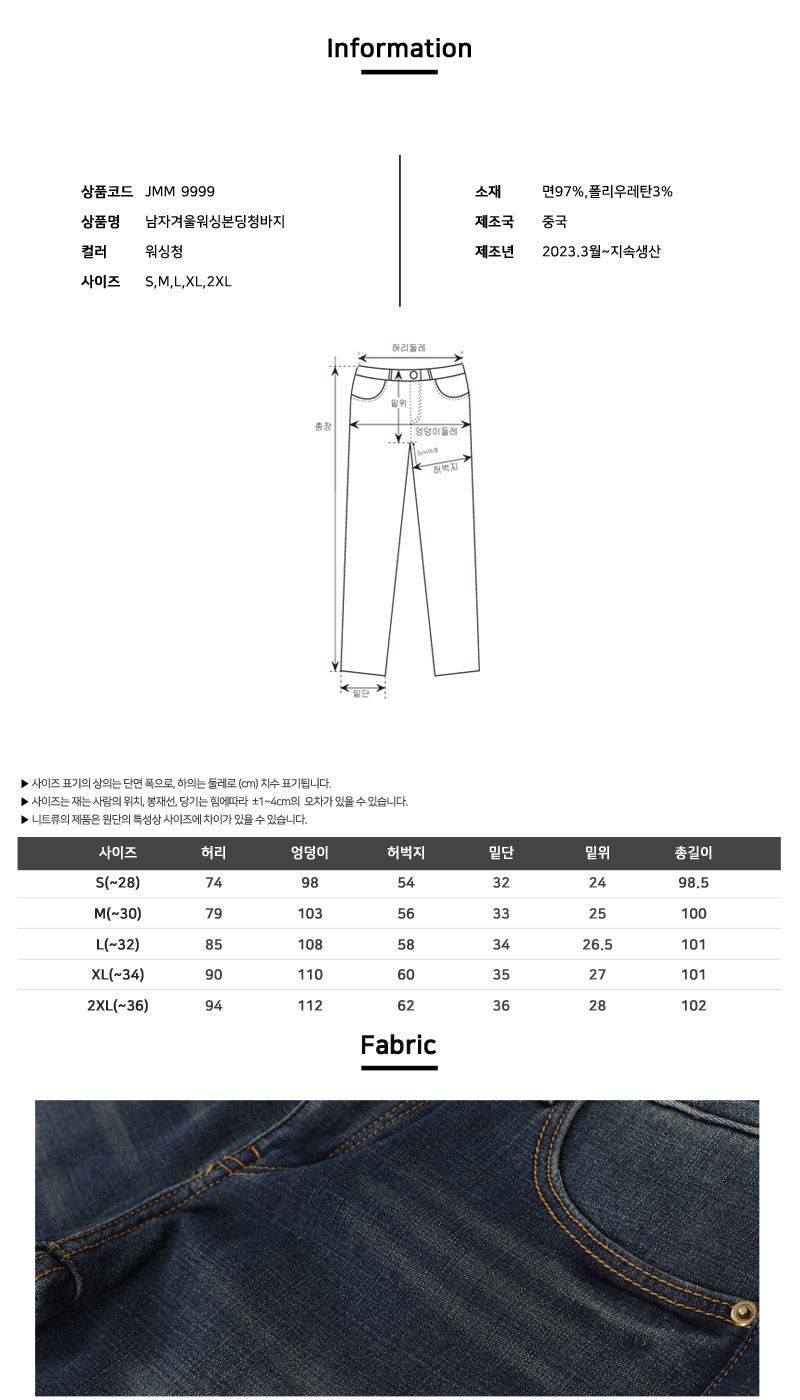 Information
상품코드 JMM 9999
상품명 남자겨울워싱본딩청바지
컬러 워싱청
사이즈 S,M,L,XL,2XL
소재 면97%,폴리우레탄3%
제조국 중국
제조년 2023.3월~지속생산
허리둘레
밑위
총장
엉덩이둘레
5cm아래
허벅지
밑단
▶ 사이즈 표기의 상의는 단면 폭으로, 하의는 둘레로 (cm) 치수 표기됩니다.
▶ 사이즈는 재는 사람의 위치, 봉재선, 당기는 힘에따라 ±1~4cm의 오차가 있을 수 있습니다.
▶ 니트류의 제품은 원단의 특성상 사이즈에 차이가 있을 수 있습니다.
사이즈 허리 엉덩이 허벅지 밑단 밑위 총길이
S(~28) 74 98 54 32 24 98.5
M(~30) 79 103 56 33 25 100
L(~32) 85 108 58 34 26.5 101
XL(~34) 90 110 60 35 27 101
2XL(~36) 94 112 62 36 28 102
Fabric